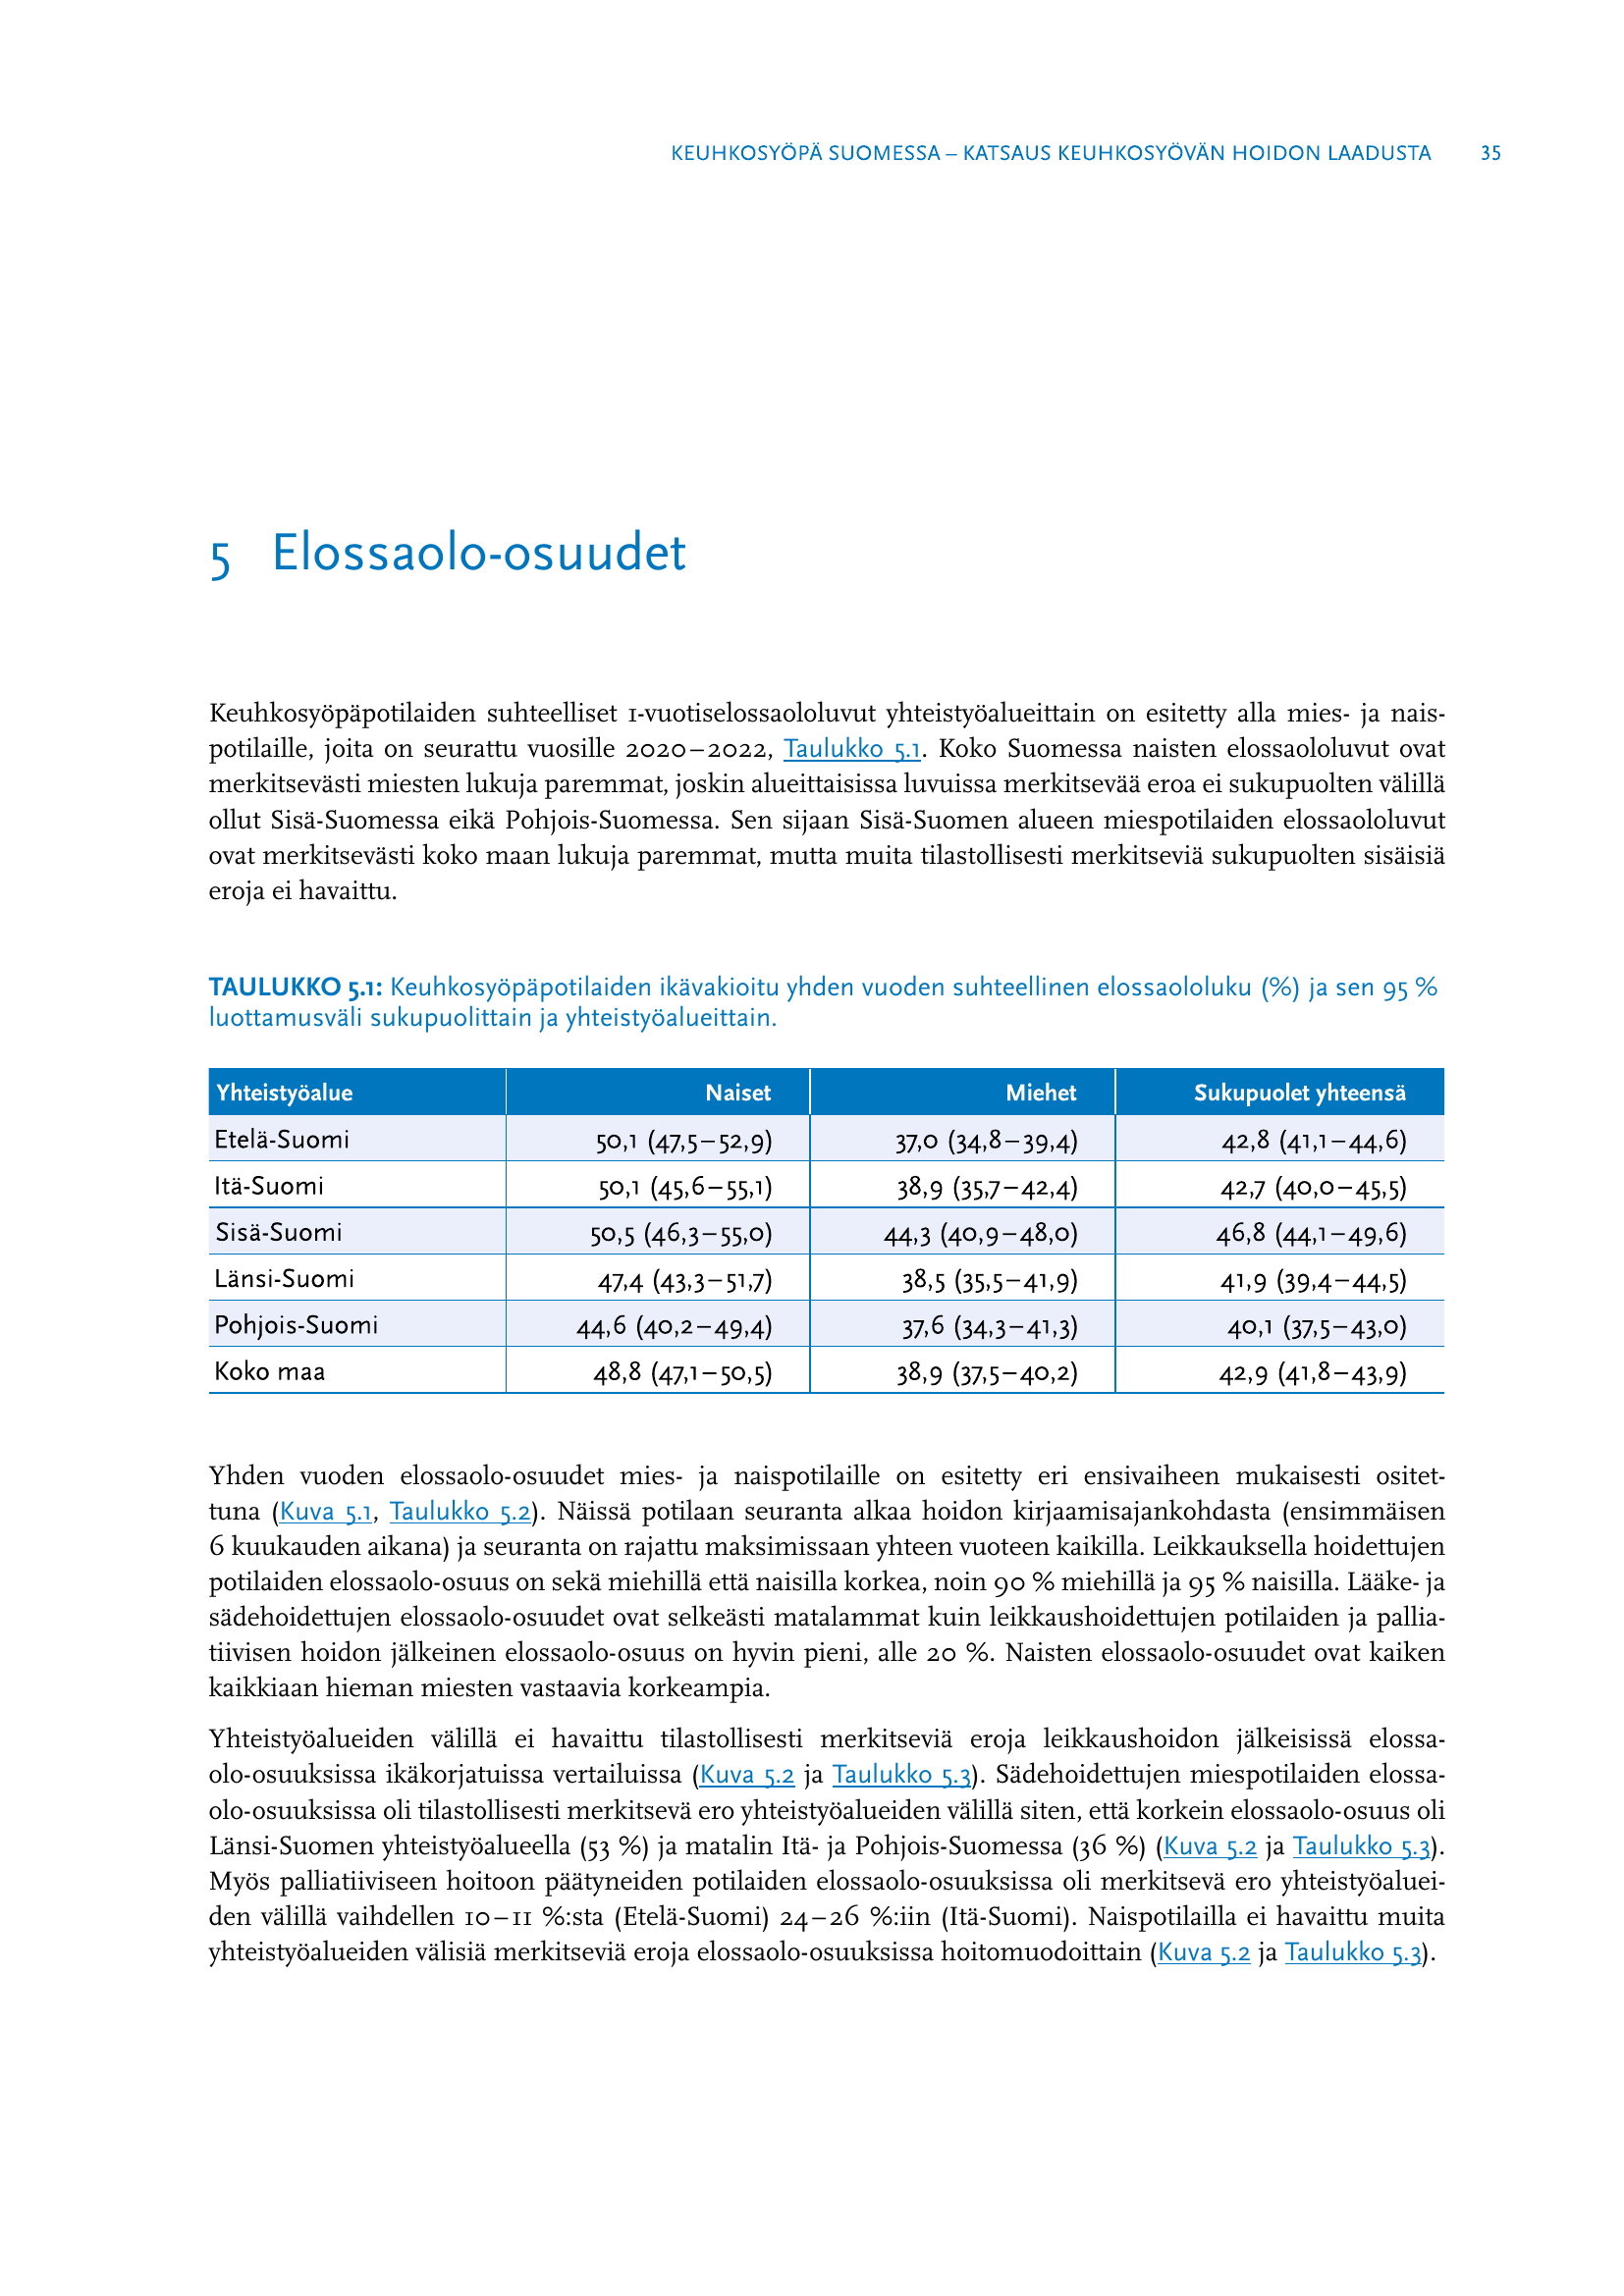 KEUHKOSYÖPÄ SUOMESSA – KATSAUS KEUHKOSYÖVÄN HOIDON LAADUSTA 35
5 Elossaolo-osuudet
Keuhkosyöpäpotilaiden suhteelliset 1-vuotiselossaololuvut yhteistyöalueittain on esitetty alla mies- ja nais-
potilaille, joita on seurattu vuosille 2020–2022, Taulukko 5.1. Koko Suomessa naisten elossaololuvut ovat
merkitsevästi miesten lukuja paremmat, joskin alueittaisissa luvuissa merkitsevää eroa ei sukupuolten välillä
ollut Sisä-Suomessa eikä Pohjois-Suomessa. Sen sijaan Sisä-Suomen alueen miespotilaiden elossaololuvut
ovat merkitsevästi koko maan lukuja paremmat, mutta muita tilastollisesti merkitseviä sukupuolten sisäisiä
eroja ei havaittu.
TAULUKKO 5.1: Keuhkosyöpäpotilaiden ikävakioitu yhden vuoden suhteellinen elossaololuku (%) ja sen 95 %
luottamusväli sukupuolittain ja yhteistyöalueittain.
Yhteistyöalue Naiset Miehet Sukupuolet yhteensä
Etelä-Suomi 50,1 (47,5–52,9) 37,0 (34,8–39,4) 42,8 (41,1–44,6)
Itä-Suomi 50,1 (45,6–55,1) 38,9 (35,7–42,4) 42,7 (40,0–45,5)
Sisä-Suomi 50,5 (46,3–55,0) 44,3 (40,9–48,0) 46,8 (44,1–49,6)
Länsi-Suomi 47,4 (43,3–51,7) 38,5 (35,5–41,9) 41,9 (39,4–44,5)
Pohjois-Suomi 44,6 (40,2–49,4) 37,6 (34,3–41,3) 40,1 (37,5–43,0)
Koko maa 48,8 (47,1–50,5) 38,9 (37,5–40,2) 42,9 (41,8–43,9)
Yhden vuoden elossaolo-osuudet mies- ja naispotilaille on esitetty eri ensivaiheen mukaisesti ositet-
tuna (Kuva 5.1, Taulukko 5.2). Näissä potilaan seuranta alkaa hoidon kirjaamisajankohdasta (ensimmäisen
6 kuukauden aikana) ja seuranta on rajattu maksimissaan yhteen vuoteen kaikilla. Leikkauksella hoidettujen
potilaiden elossaolo-osuus on sekä miehillä että naisilla korkea, noin 90 % miehillä ja 95 % naisilla. Lääke- ja
sädehoidettujen elossaolo-osuudet ovat selkeästi matalammat kuin leikkaushoidettujen potilaiden ja pallia-
tiivisen hoidon jälkeinen elossaolo-osuus on hyvin pieni, alle 20 %. Naisten elossaolo-osuudet ovat kaiken
kaikkiaan hieman miesten vastaavia korkeampia.
Yhteistyöalueiden välillä ei havaittu tilastollisesti merkitseviä eroja leikkaushoidon jälkeisissä elossa-
olo-osuuksissa ikäkorjatuissa vertailuissa (Kuva 5.2 ja Taulukko 5.3). Sädehoidettujen miespotilaiden elossa-
olo-osuuksissa oli tilastollisesti merkitsevä ero yhteistyöalueiden välillä siten, että korkein elossaolo-osuus oli
Länsi-Suomen yhteistyöalueella (53 %) ja matalin Itä- ja Pohjois-Suomessa (36 %) (Kuva 5.2 ja Taulukko 5.3).
Myös palliatiiviseen hoitoon päätyneiden potilaiden elossaolo-osuuksissa oli merkitsevä ero yhteistyöaluei-
den välillä vaihdellen 10–11 %:sta (Etelä-Suomi) 24–26 %:iin (Itä-Suomi). Naispotilailla ei havaittu muita
yhteistyöalueiden välisiä merkitseviä eroja elossaolo-osuuksissa hoitomuodoittain (Kuva 5.2 ja Taulukko 5.3).